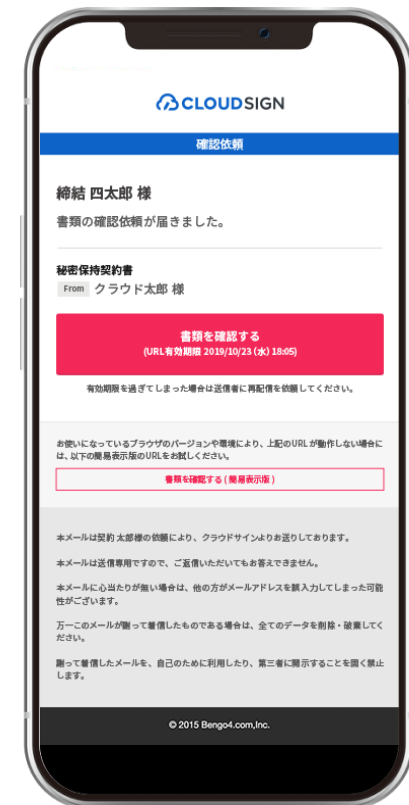 CLOUDSIGN
確認依頼
締結 四太郎 様
書類の確認依頼が届きました。
秘密保持契約書
From クラウド太郎 様
書類を確認する
(URL有効期限 2019/10/23 (水) 18:05)
有効期限を過ぎてしまった場合は送信者に再配信を依頼してください。
お使いになっているブラウザのバージョンや環境により、上記のURLが動作しない場合に
は、以下の簡易表示版のURLをお試しください。
書類を確認する ( 簡易表示版 )
本メールは契約 太郎様の依頼により、クラウドサインよりお送りしております。
本メールは送信専用ですので、ご返信いただいてもお答えできません。
本メールに心当たりが無い場合は、他の方がメールアドレスを誤入力してしまった可能
性がございます。
万一このメールが謝って着信したものである場合は、全てのデータを削除・破棄してく
ださい。
謝って着信したメールを、自己のために利用したり、第三者に開示することを固く禁止
します。
© 2015 Bengo4.com,Inc.